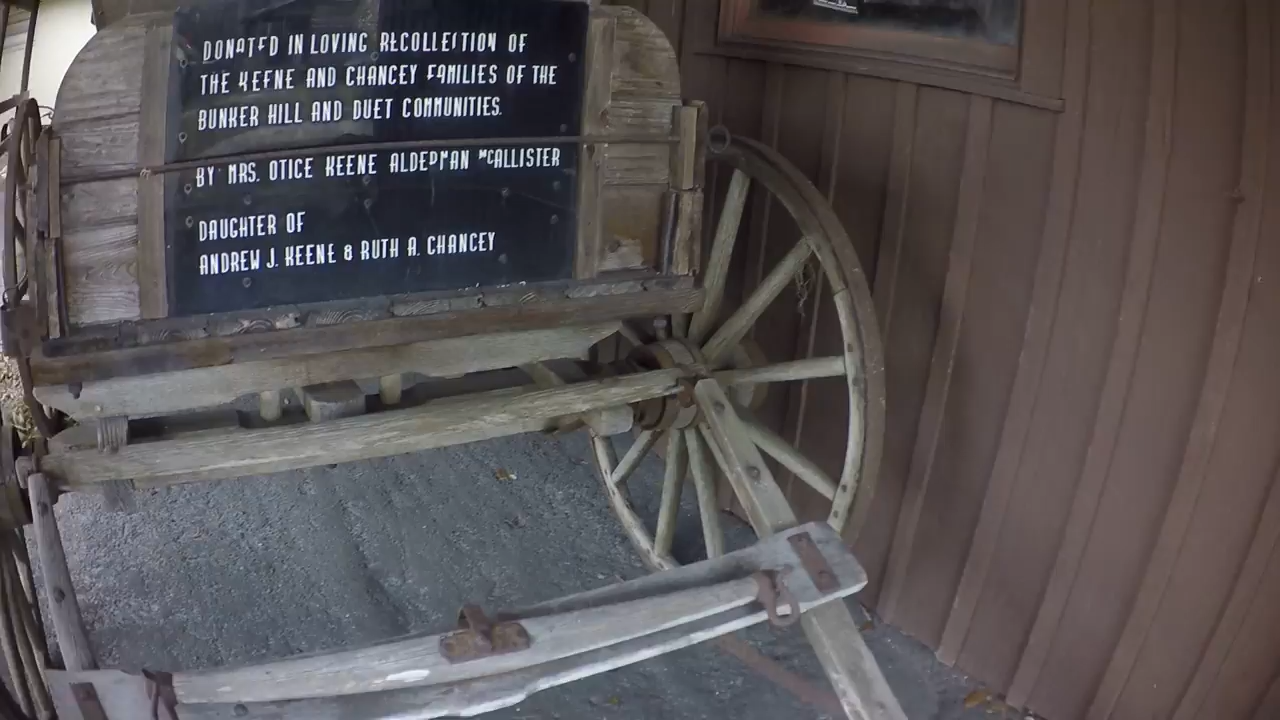 DONATED IN LOVING RECOLLECTION OF
THE KEENE AND CHANCEY FAMILIES OF THE
BUNKER HILL AND DUET COMMUNITIES.
BY MRS. OTICE KEENE ALDERMAN McALLISTER
DAUGHTER OF
ANDREW J. KEENE & RUTH A. CHANCEY